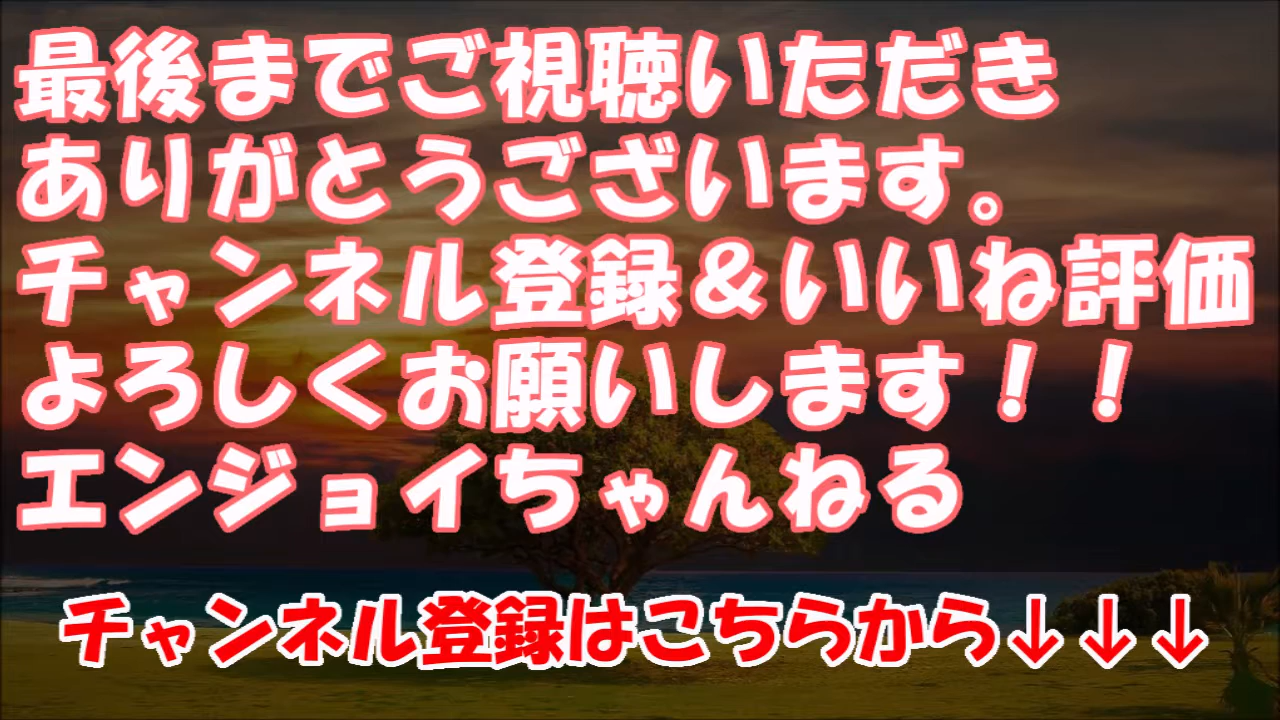 最後までご視聴いただき
ありがとうございます。
チャンネル登録＆いいね評価
よろしくお願いします！！
エンジョイちゃんねる
チャンネル登録はこちらから↓↓↓